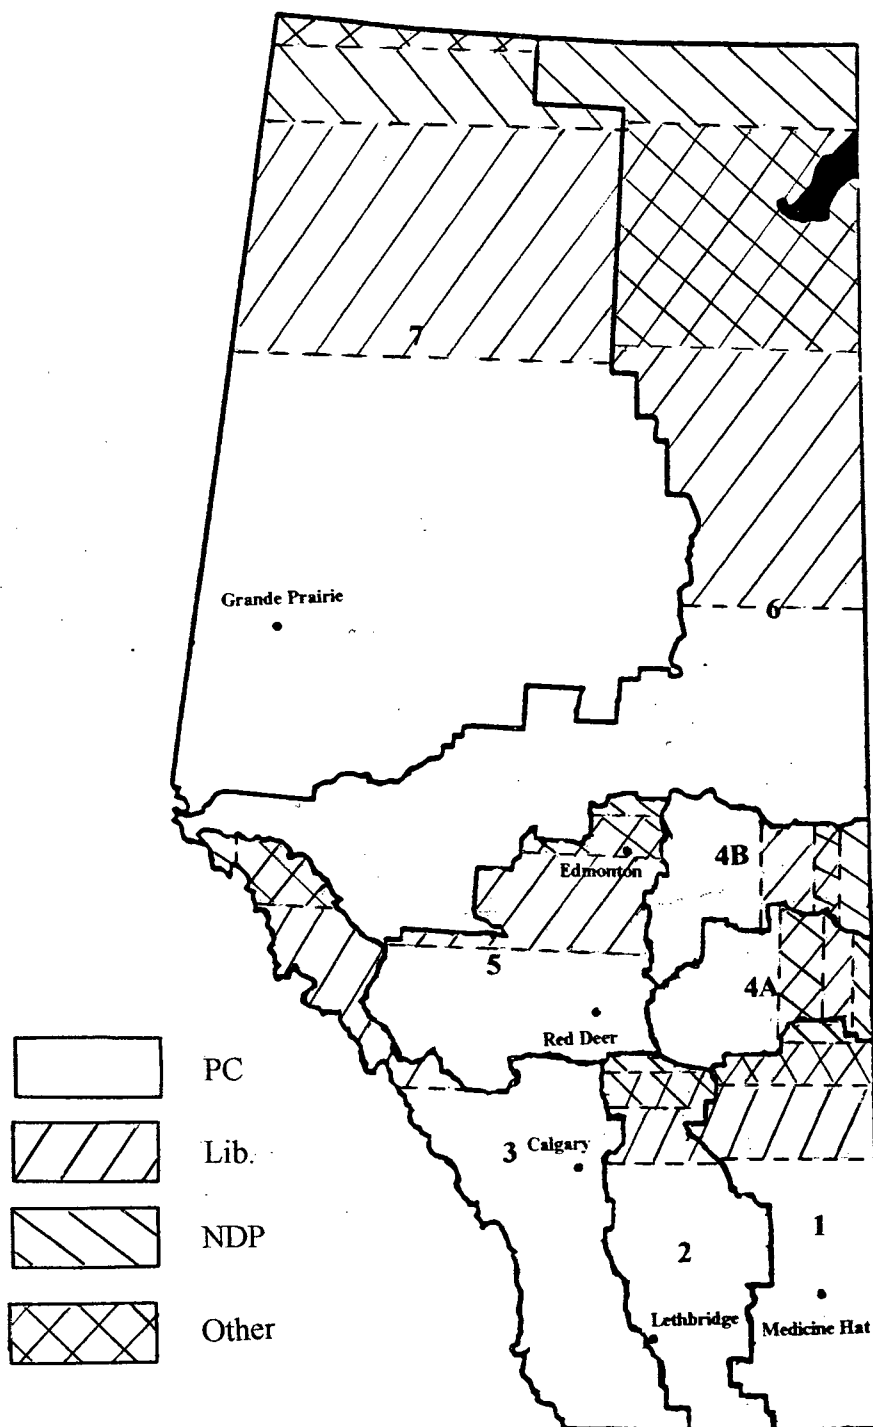 7
Grande Prairie
6
4B
Edmonton
5
4A
Red Deer
PC
Lib.
3
Calgary
NDP
1
2
Lethbridge
Medicine Hat
Other